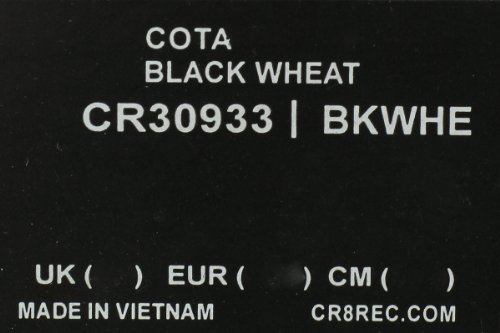 COTA
BLACK WHEAT
CR30933 | BKWHE
UK ( ) EUR ( ) CM ( )
MADE IN VIETNAM CR8REC.COM